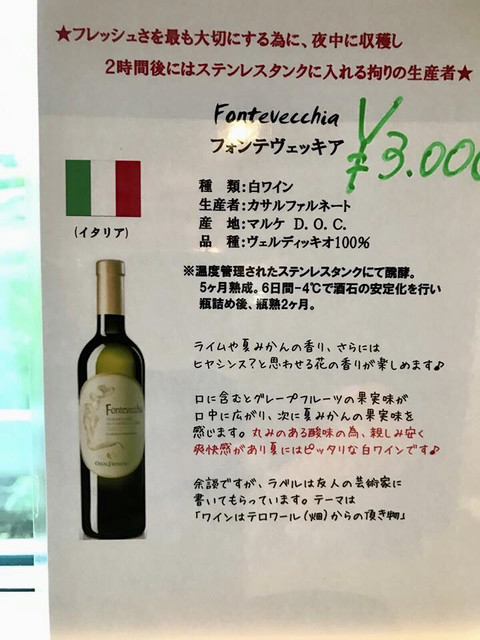 ★フレッシュさを最も大切にする為に、夜中に収穫し
2時間後にはステンレスタンクに入れる拘りの生産者★
Fontevecchia
フォンテヴェッキア
¥3.000
(イタリア)
種 類:白ワイン
生産者:カサルファルネート
産 地:マルケ D.O.C.
品 種:ヴェルディッキオ100%
※温度管理されたステンレスタンクにて醗酵。
5ヶ月熟成。6日間-4℃で酒石の安定化を行い
瓶詰め後、瓶熟2ヶ月。
ライムや夏みかんの香り、さらには
ヒヤシンス?と思わせる花の香りが楽しめます♪
口に含むとグレープフルーツの果実味が
口中に広がり、次に夏みかんの果実味を
感じます。丸みのある酸味の為、親しみ安く
爽快感があり夏にはピッタリな白ワインです♪
余談ですが、ラベルは友人の芸術家に
書いてもらっています。テーマは
「ワインはテロワール(畑)からの頂き物」
Fontevecchia